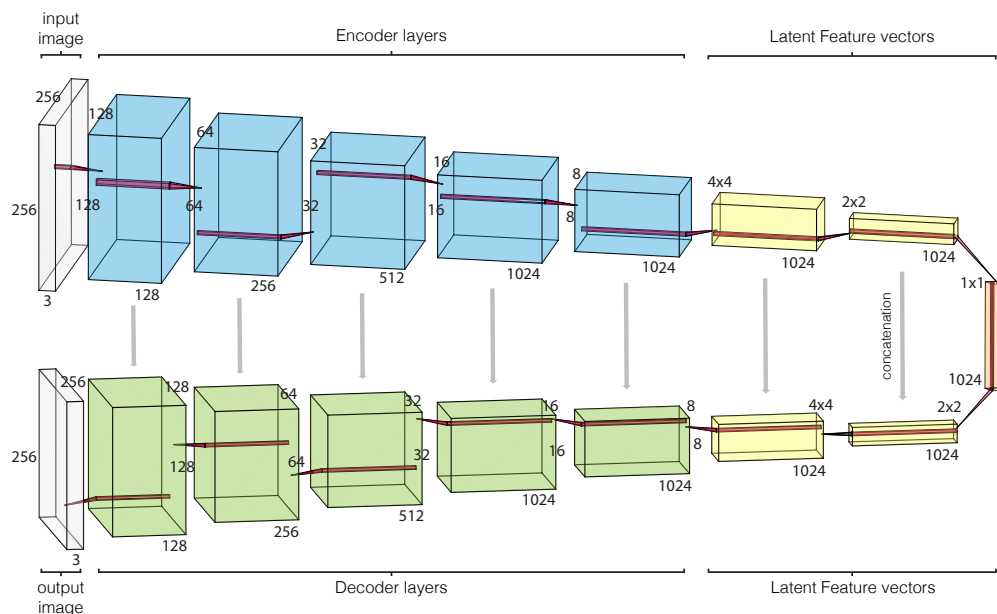 input
image
Encoder layers
Latent Feature vectors
256
256
3
128
128
128
64
64
256
32
32
512
16
16
1024
8
8
1024
4x4
1024
2x2
1024
1x1
1024
concatenation
256
256
3
128
128
128
64
64
256
32
32
512
16
16
1024
8
8
1024
4x4
1024
2x2
1024
output
image
Decoder layers
Latent Feature vectors